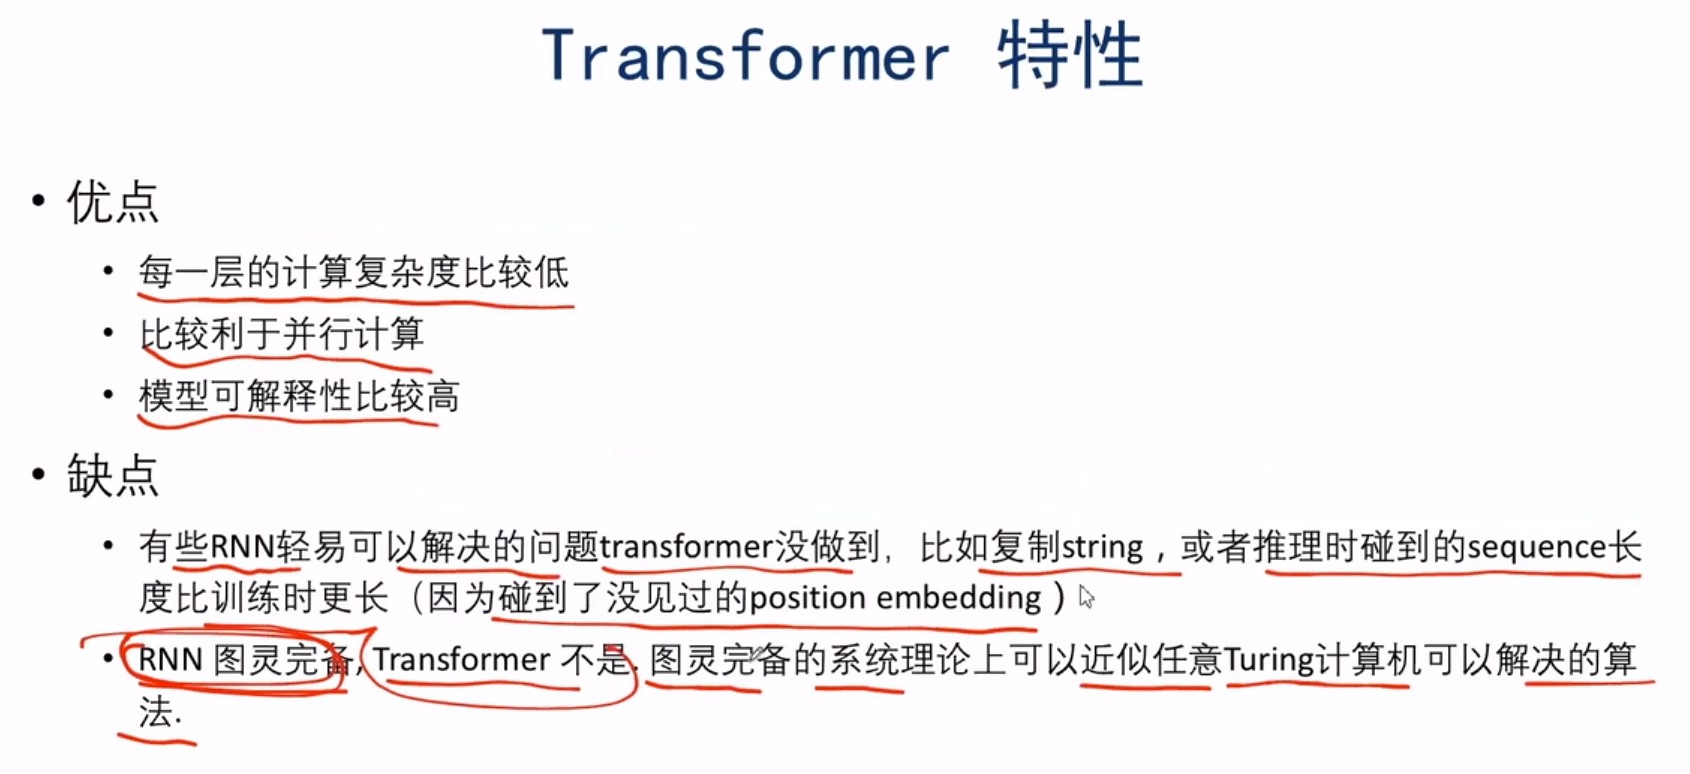 Transformer 特性
• 优点
• 每一层的计算复杂度比较低
• 比较利于并行计算
• 模型可解释性比较高
• 缺点
• 有些RNN轻易可以解决的问题transformer没做到，比如复制string，或者推理时碰到的sequence长
度比训练时更长（因为碰到了没见过的position embedding）
• RNN 图灵完备, Transformer 不是. 图灵完备的系统理论上可以近似任意Turing计算机可以解决的算
法.